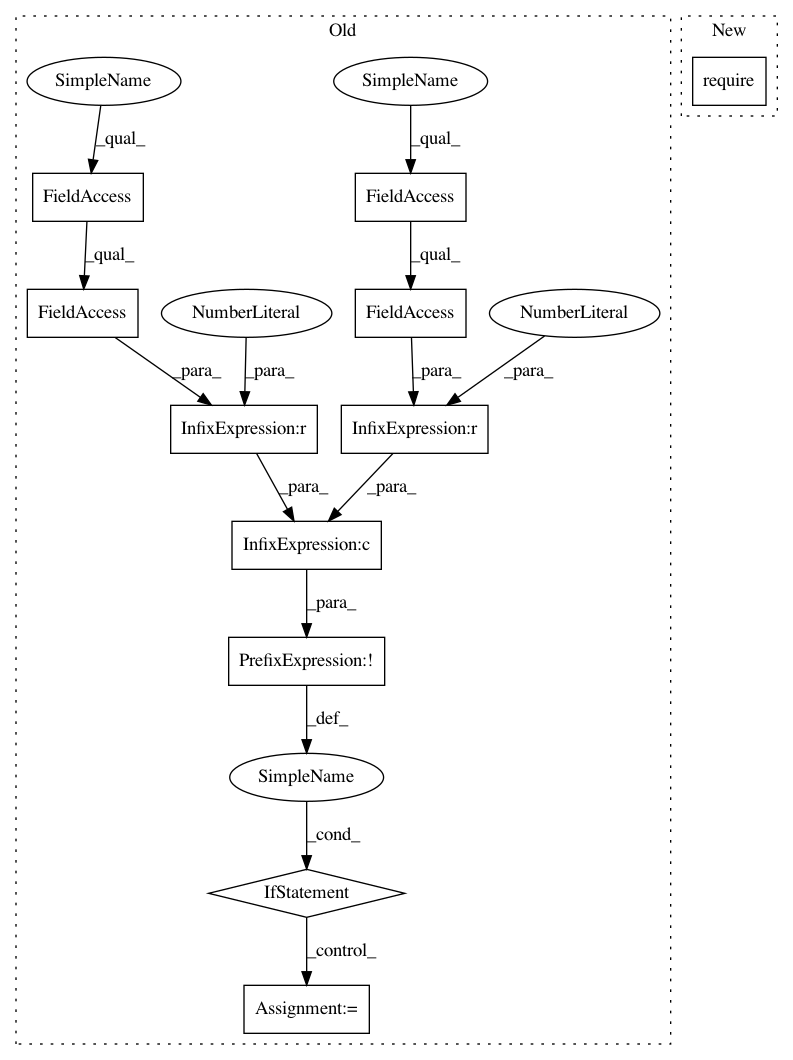 Old
New
SimpleName
SimpleName
require
_qual_
_qual_
FieldAccess
FieldAccess
_qual_
_qual_
FieldAccess
NumberLiteral
FieldAccess
NumberLiteral
_para_
_para_
_para_
_para_
InfixExpression:r
InfixExpression:r
_para_
_para_
InfixExpression:c
_para_
PrefixExpression:!
_def_
SimpleName
_cond_
IfStatement
_control_
Assignment:=